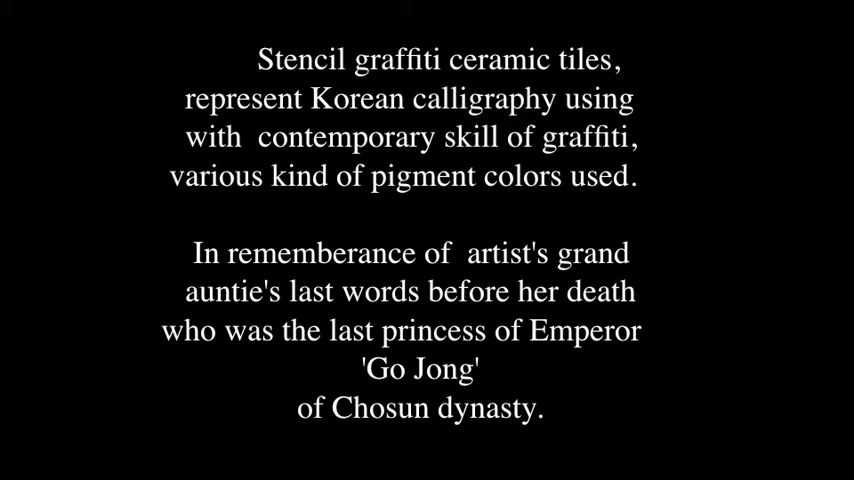 Stencil graffiti ceramic tiles,
represent Korean calligraphy using
with contemporary skill of graffiti,
various kind of pigment colors used.
In rememberance of artist's grand
auntie's last words before her death
who was the last princess of Emperor
'Go Jong'
of Chosun dynasty.